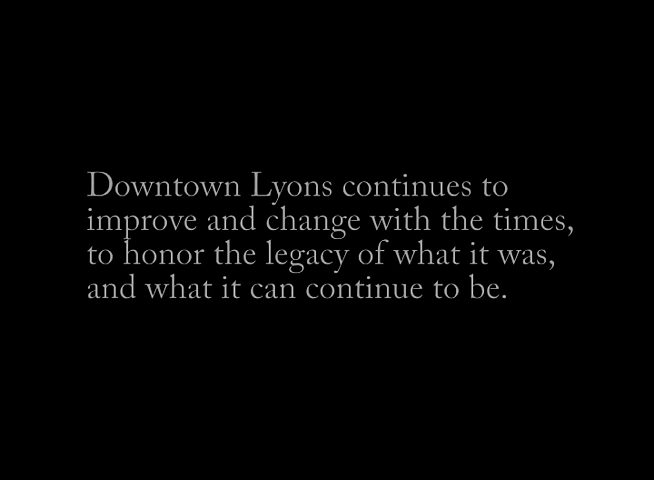 Downtown Lyons continues to
improve and change with the times,
to honor the legacy of what it was,
and what it can continue to be.